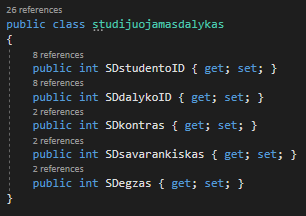 26 references
public class studijuojamasdalykas
{
8 references
public int SDstudentoID { get; set; }
8 references
public int SDdalykoID { get; set; }
2 references
public int SDkontras { get; set; }
2 references
public int SDsavarankiskas { get; set; }
2 references
public int SDegzas { get; set; }
}